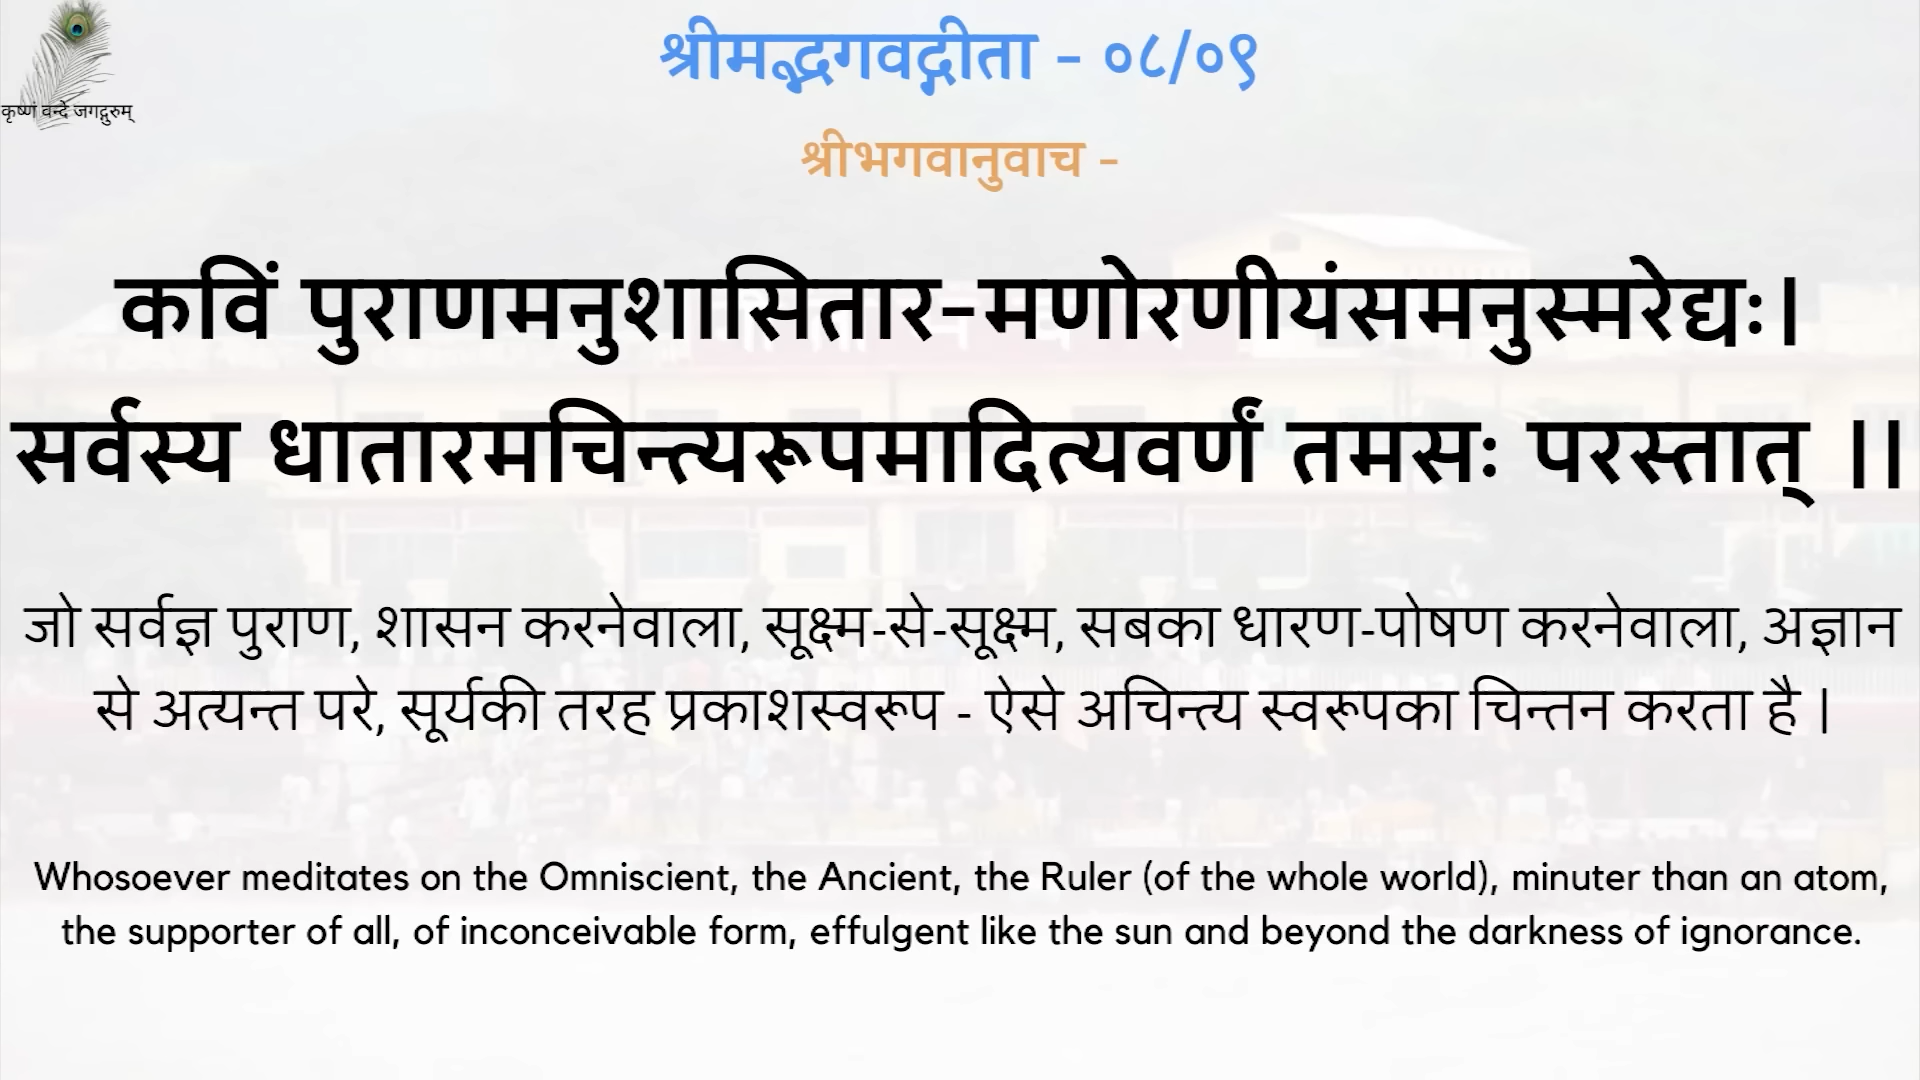 श्रीमद्भगवद्गीता - ०८/०९
कृष्णं वन्दे जगद्गुरुम्
श्रीभगवानुवाच -
कविं पुराणमनुशासितार-मणोरणीयंसमनुस्मरेद्यः।
सर्वस्य धातारमचिन्त्यरूपमादित्यवर्णं तमसः परस्तात् ।।
जो सर्वज्ञ पुराण, शासन करनेवाला, सूक्ष्म-से-सूक्ष्म, सबका धारण-पोषण करनेवाला, अज्ञान
से अत्यन्त परे, सूर्यकी तरह प्रकाशस्वरूप - ऐसे अचिन्त्य स्वरूपका चिन्तन करता है |
Whosoever meditates on the Omniscient, the Ancient, the Ruler (of the whole world), minuter than an atom,
the supporter of all, of inconceivable form, effulgent like the sun and beyond the darkness of ignorance.